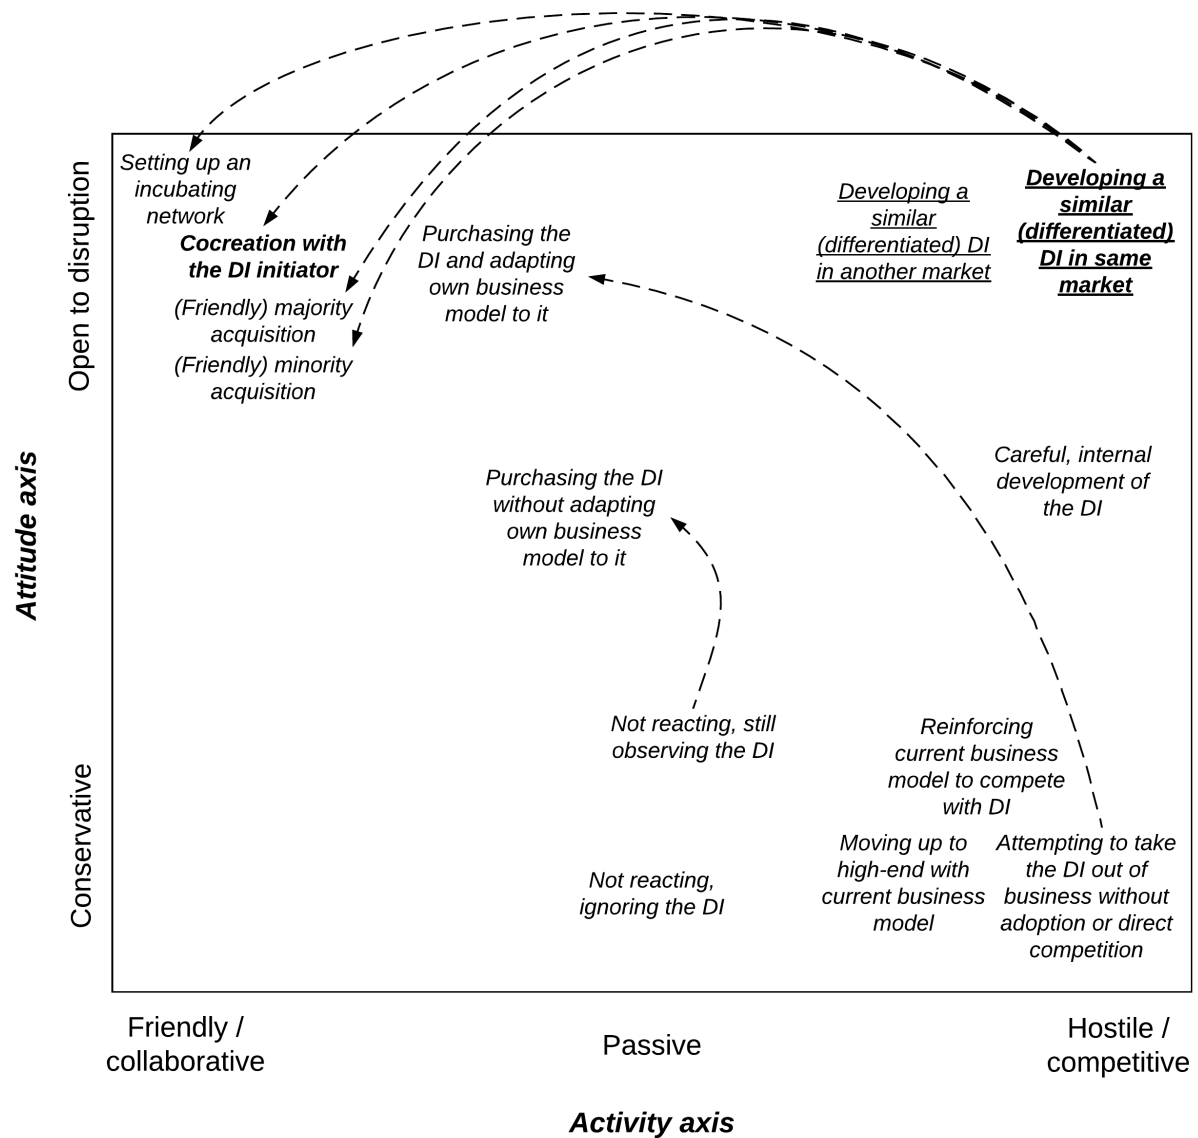 Setting up an
incubating
network
Cocreation with
the DI initiator
(Friendly) majority
acquisition
(Friendly) minority
acquisition
Purchasing the
DI and adapting
own business
model to it
Developing a
similar
(differentiated) DI
in another market
Developing a
similar
(differentiated)
DI in same
market
Open to disruption
Careful, internal
development of
the DI
Purchasing the DI
without adapting
own business
model to it
Attitude axis
Not reacting, still
observing the DI
Reinforcing
current business
model to compete
with DI
Conservative
Not reacting,
ignoring the DI
Moving up to
high-end with
current business
model
Attempting to take
the DI out of
business without
adoption or direct
competition
Friendly /
collaborative
Passive
Hostile /
competitive
Activity axis